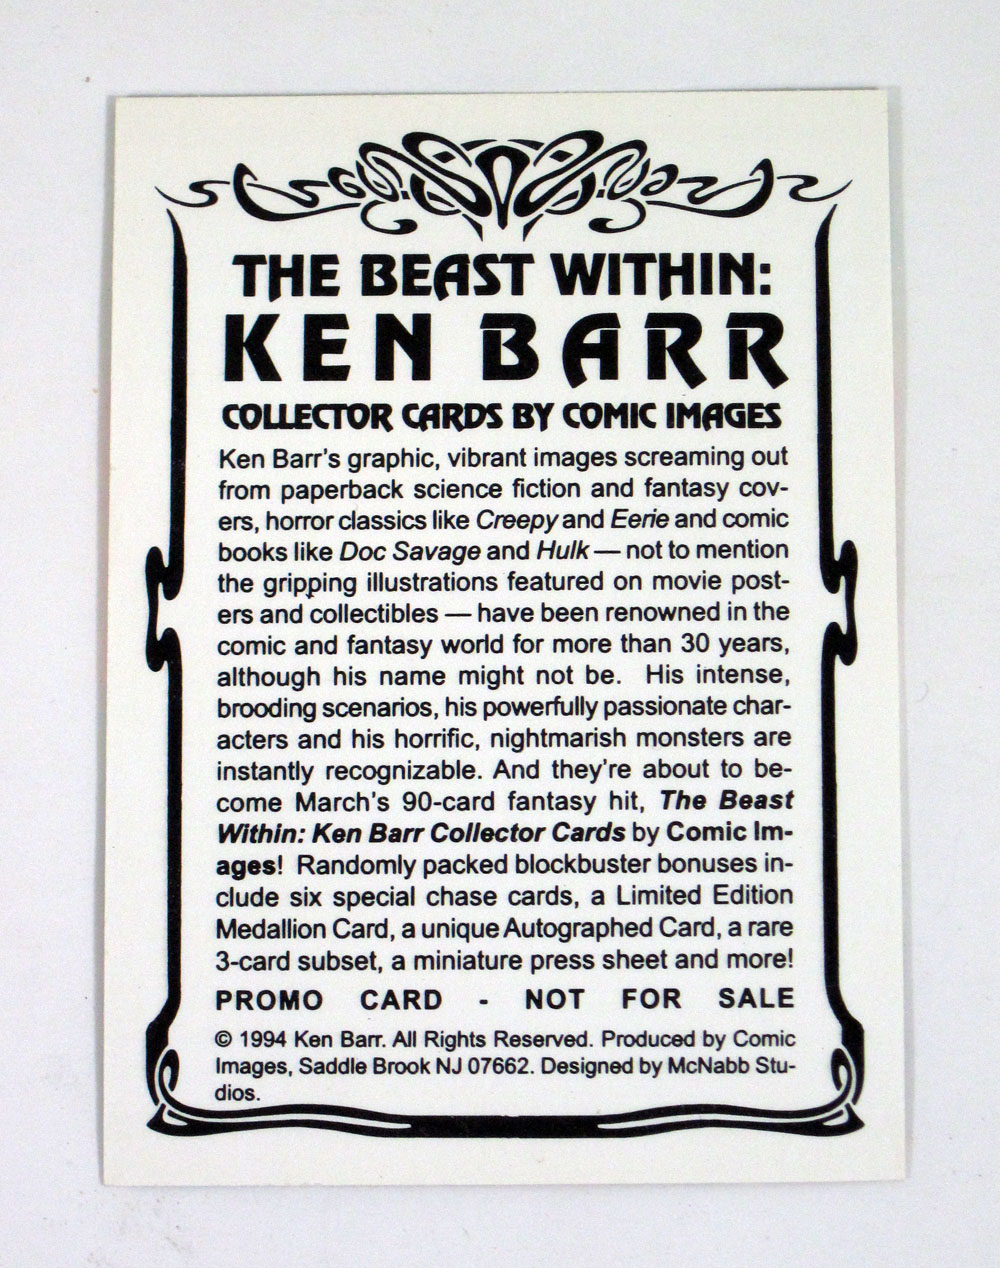 THE BEAST WITHIN:
KEN BARR
COLLECTOR CARDS BY COMIC IMAGES
Ken Barr's graphic, vibrant images screaming out
from paperback science fiction and fantasy cov-
ers, horror classics like Creepy and Eerie and comic
books like Doc Savage and Hulk — not to mention
the gripping illustrations featured on movie post-
ers and collectibles — have been renowned in the
comic and fantasy world for more than 30 years,
although his name might not be. His intense,
brooding scenarios, his powerfully passionate char-
acters and his horrific, nightmarish monsters are
instantly recognizable. And they're about to be-
come March's 90-card fantasy hit, The Beast
Within: Ken Barr Collector Cards by Comic Im-
ages! Randomly packed blockbuster bonuses in-
clude six special chase cards, a Limited Edition
Medallion Card, a unique Autographed Card, a rare
3-card subset, a miniature press sheet and more!
PROMO CARD - NOT FOR SALE
© 1994 Ken Barr. All Rights Reserved. Produced by Comic
Images, Saddle Brook NJ 07662. Designed by McNabb Stu-
dios.